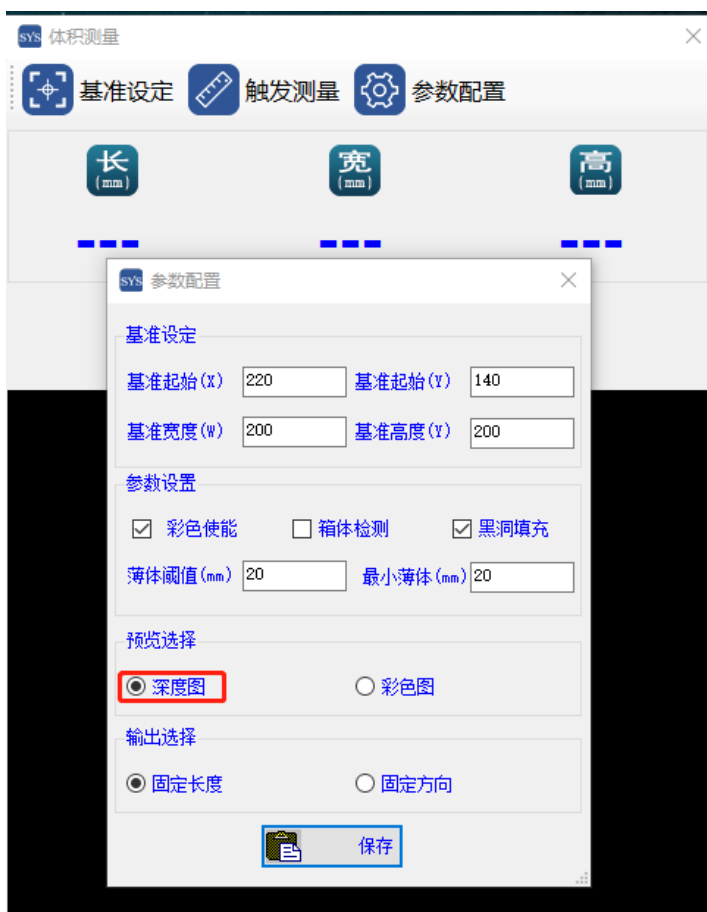 SYS 体积测量
基准设定 触发测量 参数配置
长 宽 高
(mm) (mm) (mm)
--- --- ---
SYS 参数配置
基准设定
基准起始(X) 220 基准起始(Y) 140
基准宽度(W) 200 基准高度(Y) 200
参数设置
彩色使能 箱体检测 黑洞填充
薄体阈值(mm) 20 最小薄体(mm) 20
预览选择
深度图 彩色图
输出选择
固定长度 固定方向
保存